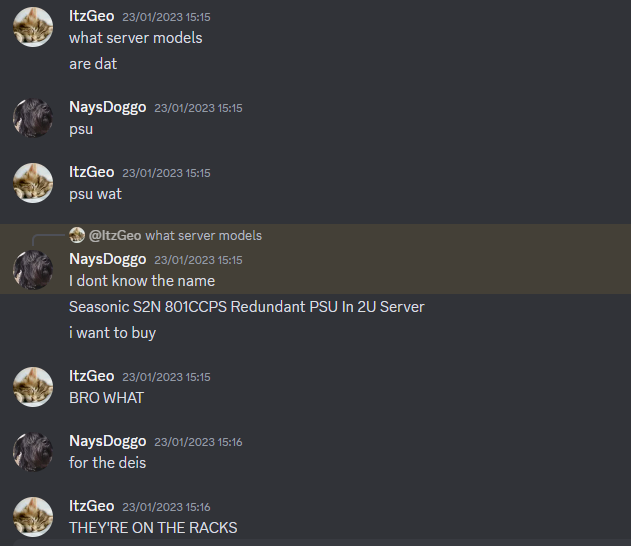 ItzGeo 23/01/2023 15:15
what server models
are dat
NaysDoggo 23/01/2023 15:15
psu
ItzGeo 23/01/2023 15:15
psu wat
@ItzGeo what server models
NaysDoggo 23/01/2023 15:15
I dont know the name
Seasonic S2N 801CCPS Redundant PSU In 2U Server
i want to buy
ItzGeo 23/01/2023 15:15
BRO WHAT
NaysDoggo 23/01/2023 15:16
for the deis
ItzGeo 23/01/2023 15:16
THEY'RE ON THE RACKS